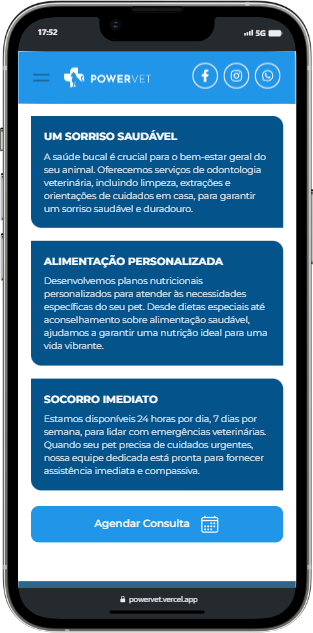 17:52
5G
POWERVET
UM SORRISO SAUDÁVEL
A saúde bucal é crucial para o bem-estar geral do
seu animal. Oferecemos serviços de odontologia
veterinária, incluindo limpeza, extrações e
orientações de cuidados em casa, para garantir
um sorriso saudável e duradouro.
ALIMENTAÇÃO PERSONALIZADA
Desenvolvemos planos nutricionais
personalizados para atender às necessidades
específicas do seu pet. Desde dietas especiais até
aconselhamento sobre alimentação saudável,
ajudamos a garantir uma nutrição ideal para uma
vida vibrante.
SOCORRO IMEDIATO
Estamos disponíveis 24 horas por dia, 7 dias por
semana, para lidar com emergências veterinárias.
Quando seu pet precisa de cuidados urgentes,
nossa equipe dedicada está pronta para fornecer
assistência imediata e compassiva.
Agendar Consulta
powervet.vercel.app